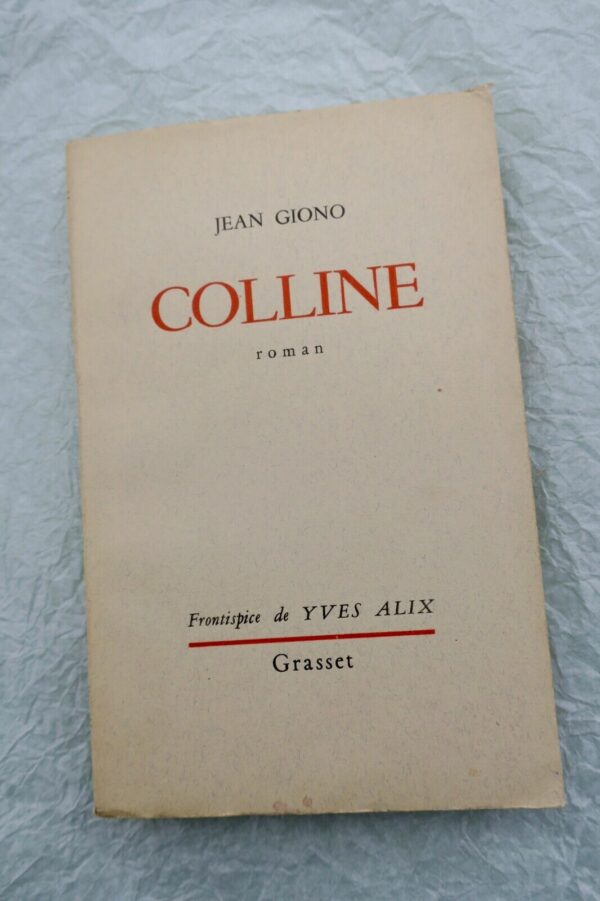 JEAN GIONO
COLLINE
roman
Frontispice de YVES ALIX
Grasset